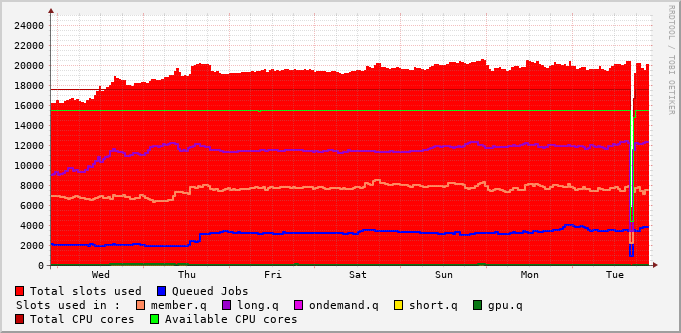 24000
22000
20000
18000
16000
14000
12000
10000
8000
6000
4000
2000
0
Wed Thu Fri Sat Sun Mon Tue
Total slots used Queued Jobs
Slots used in : member.q long.q ondemand.q short.q gpu.q
Total CPU cores Available CPU cores
RRDTOOL / TOBI OETIKER